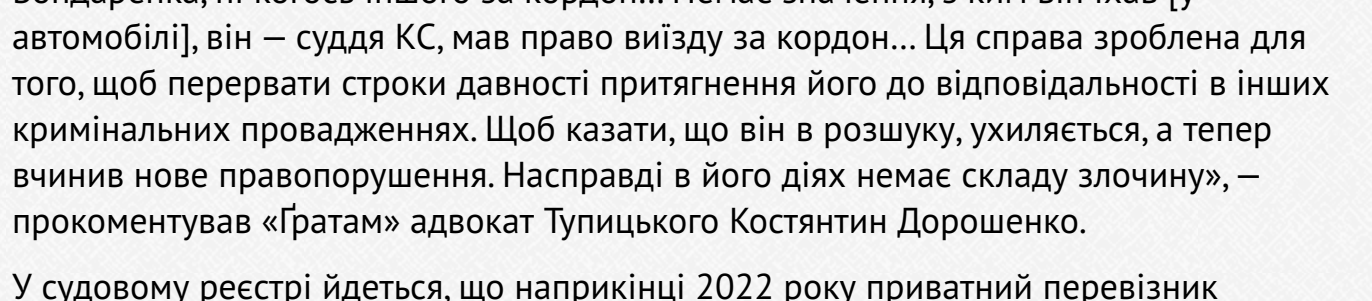 автомобілі], він — суддя КС, мав право виїзду за кордон... Ця справа зроблена для
того, щоб перервати строки давності притягнення його до відповідальності в інших
кримінальних провадженнях. Щоб казати, що він в розшуку, ухиляється, а тепер
вчинив нове правопорушення. Насправді в його діях немає складу злочину», —
прокоментував «Ґратам» адвокат Тупицького Костянтин Дорошенко.
У судовому реєстрі йдеться, що наприкінці 2022 року приватний перевізник